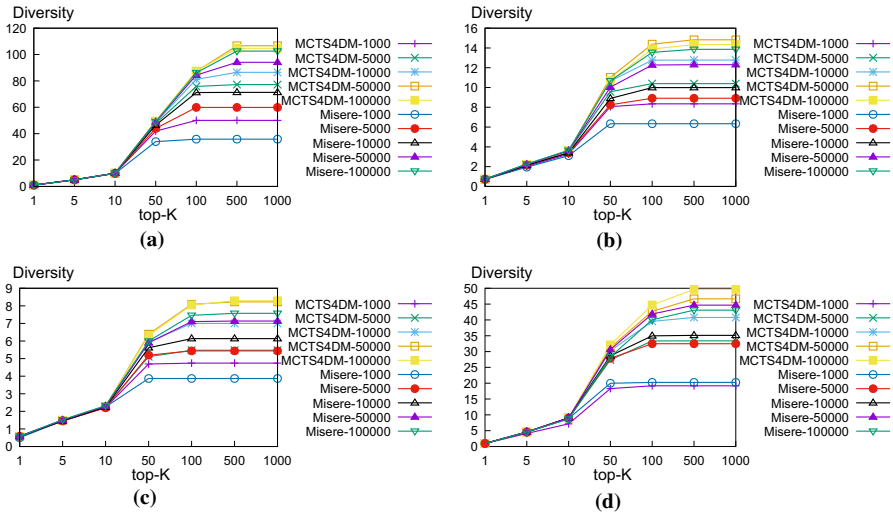 Diversity
120
100
80
60
40
20
0
1 5 10 50 100 500 1000
top-K
MCTS4DM-1000
MCTS4DM-5000
MCTS4DM-10000
MCTS4DM-50000
MCTS4DM-100000
Misere-1000
Misere-5000
Misere-10000
Misere-50000
Misere-100000
(a)
Diversity
16
14
12
10
8
6
4
2
0
1 5 10 50 100 500 1000
top-K
MCTS4DM-1000
MCTS4DM-5000
MCTS4DM-10000
MCTS4DM-50000
MCTS4DM-100000
Misere-1000
Misere-5000
Misere-10000
Misere-50000
Misere-100000
(b)
Diversity
9
8
7
6
5
4
3
2
1
0
1 5 10 50 100 500 1000
top-K
MCTS4DM-1000
MCTS4DM-5000
MCTS4DM-10000
MCTS4DM-50000
MCTS4DM-100000
Misere-1000
Misere-5000
Misere-10000
Misere-50000
Misere-100000
(c)
Diversity
50
45
40
35
30
25
20
15
10
5
0
1 5 10 50 100 500 1000
top-K
MCTS4DM-1000
MCTS4DM-5000
MCTS4DM-10000
MCTS4DM-50000
MCTS4DM-100000
Misere-1000
Misere-5000
Misere-10000
Misere-50000
Misere-100000
(d)